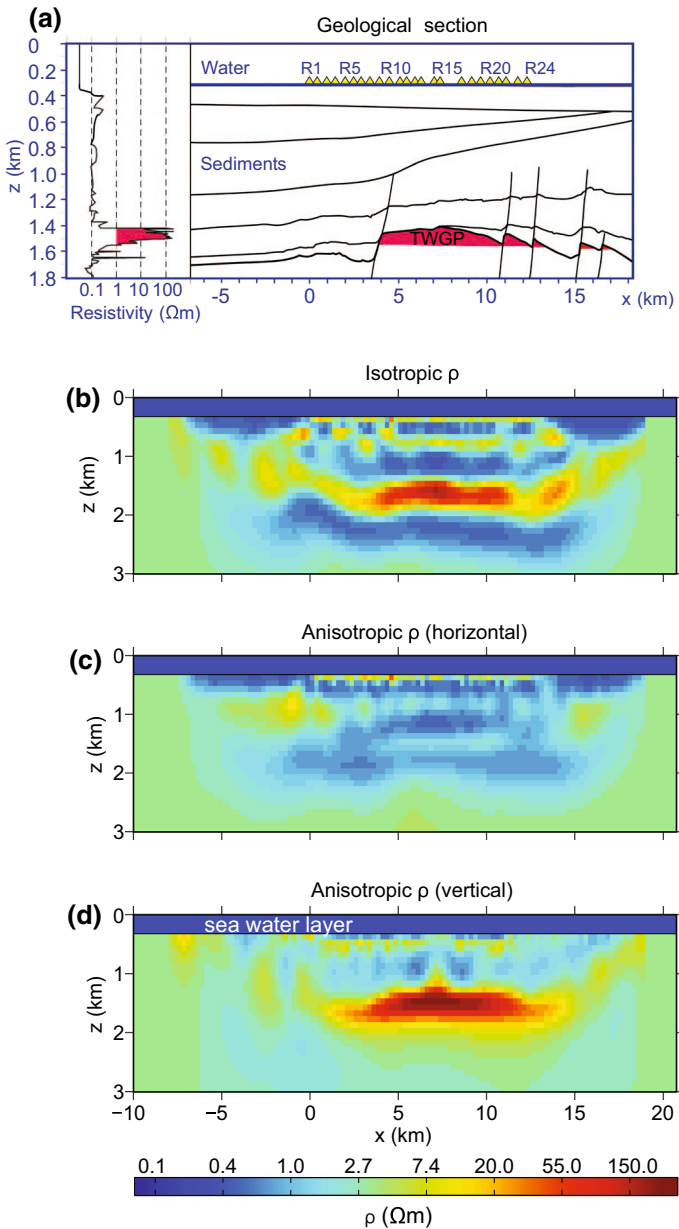 (a) Geological section
0
0.2
0.4
0.6
0.8
1.0
1.2
1.4
1.6
1.8
z (km)
Water
R1 R5 R10 R15 R20 R24
Sediments
TWGP
0.1 1 10 100
Resistivity (Ωm)
-5 0 5 10 15 x (km)
(b) Isotropic ρ
0
1
2
3
z (km)
(c) Anisotropic ρ (horizontal)
0
1
2
3
z (km)
(d) Anisotropic ρ (vertical)
sea water layer
0
1
2
3
z (km)
−10 −5 0 5 10 15 20
x (km)
0.1 0.4 1.0 2.7 7.4 20.0 55.0 150.0
ρ (Ωm)